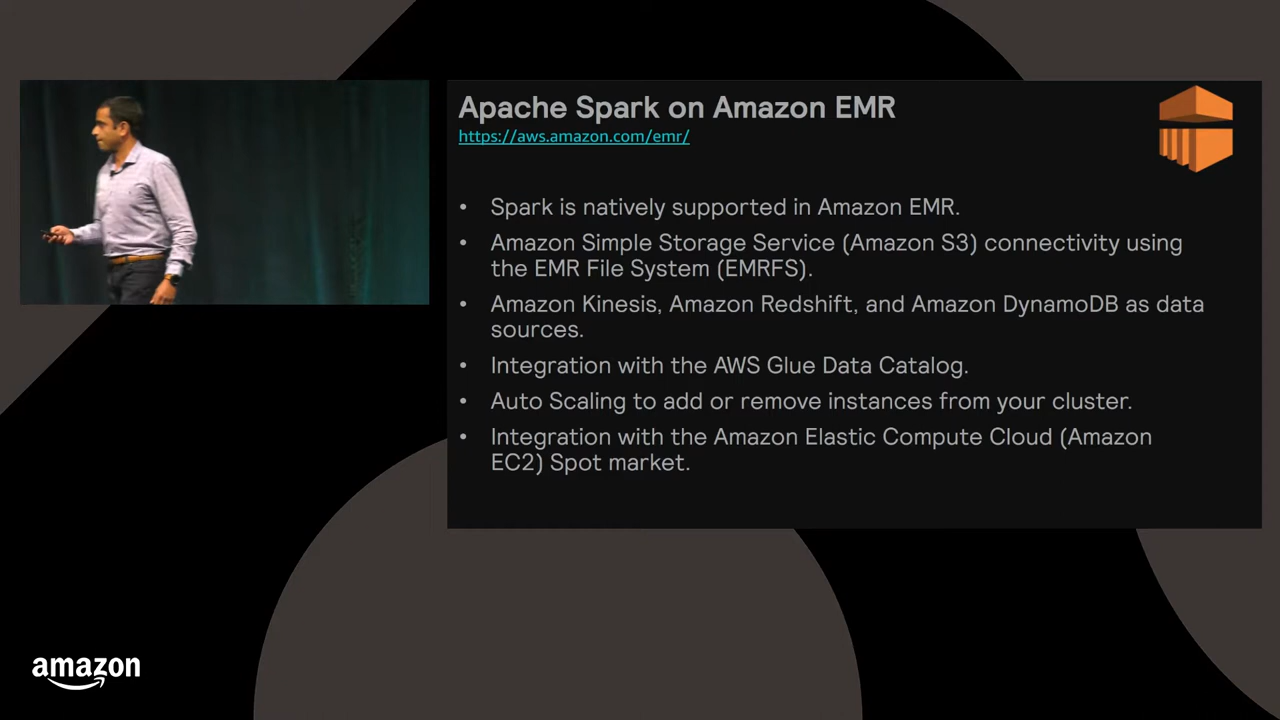 Apache Spark on Amazon EMR
https://aws.amazon.com/emr/
• Spark is natively supported in Amazon EMR.
• Amazon Simple Storage Service (Amazon S3) connectivity using
the EMR File System (EMRFS).
• Amazon Kinesis, Amazon Redshift, and Amazon DynamoDB as data
sources.
• Integration with the AWS Glue Data Catalog.
• Auto Scaling to add or remove instances from your cluster.
• Integration with the Amazon Elastic Compute Cloud (Amazon
EC2) Spot market.
amazon